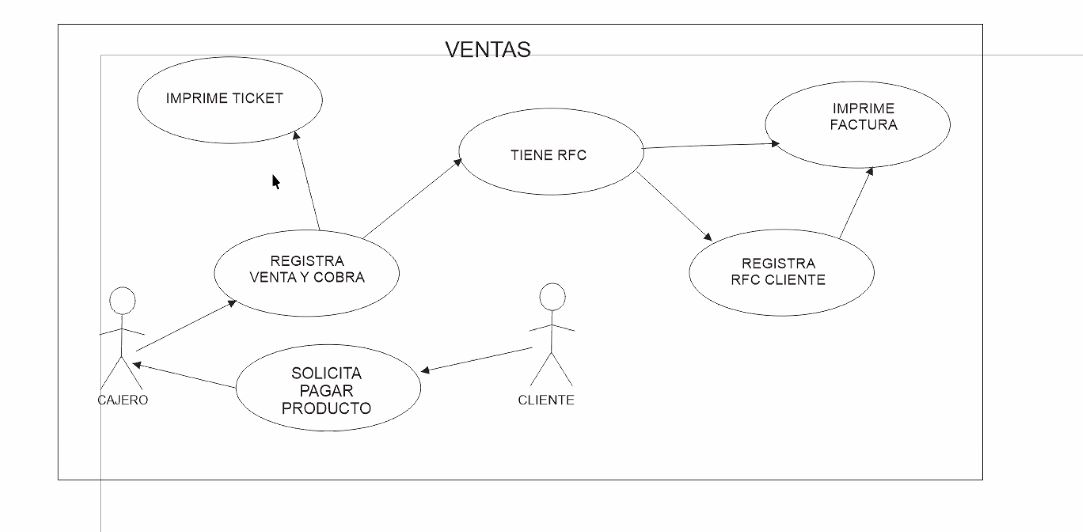 VENTAS
IMPRIME TICKET
IMPRIME
FACTURA
TIENE RFC
REGISTRA
VENTA Y COBRA
REGISTRA
RFC CLIENTE
SOLICITA
PAGAR
PRODUCTO
CAJERO
CLIENTE